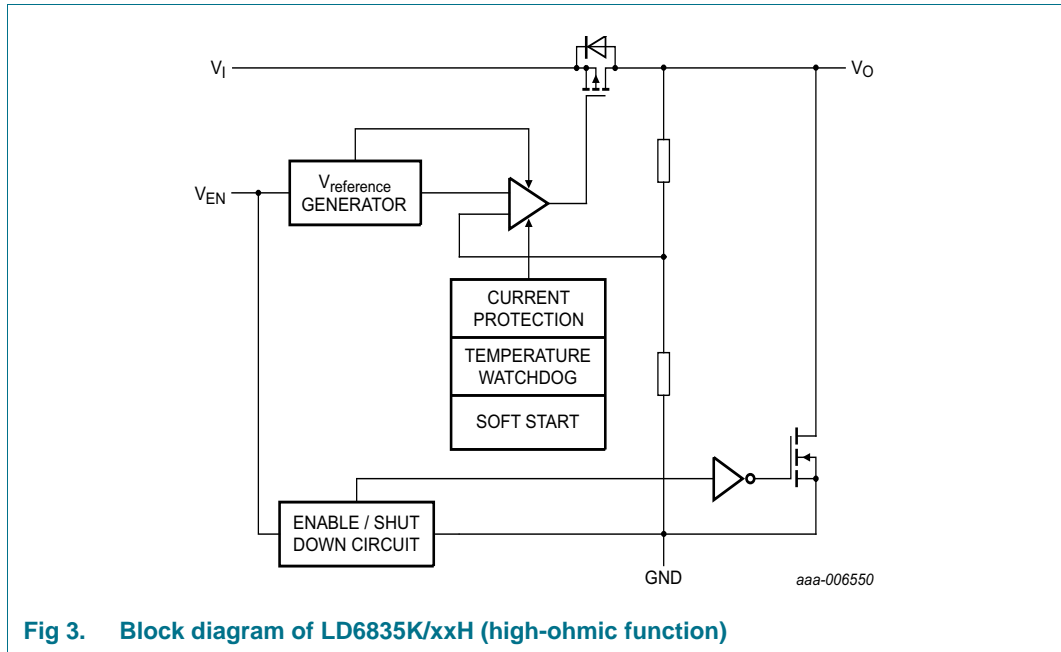 VI
VO
VEN
Vreference
GENERATOR
CURRENT
PROTECTION
TEMPERATURE
WATCHDOG
SOFT START
ENABLE / SHUT
DOWN CIRCUIT
GND
aaa-006550
Fig 3. Block diagram of LD6835K/xxH (high-ohmic function)